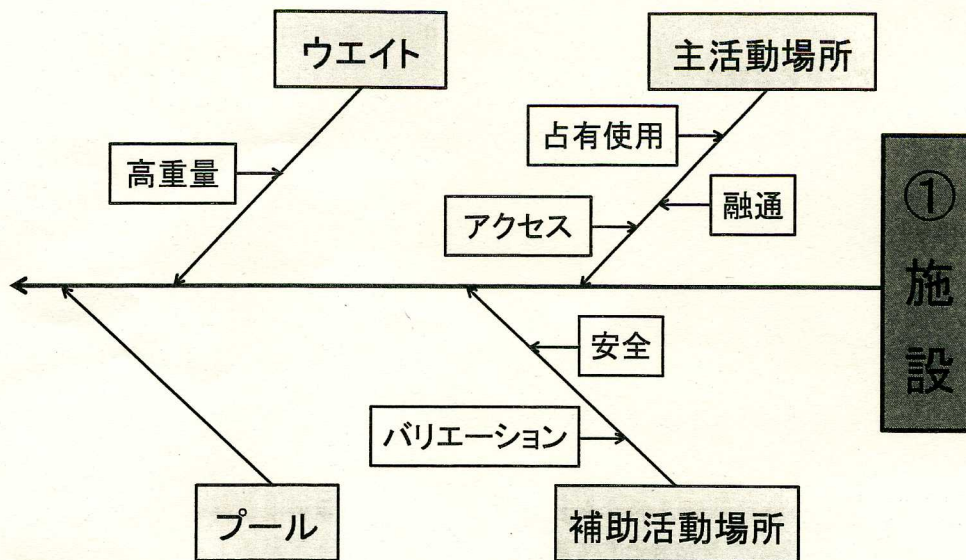 ウエイト
主活動場所
占有使用
高重量
融通
アクセス
①施設
安全
バリエーション
プール
補助活動場所